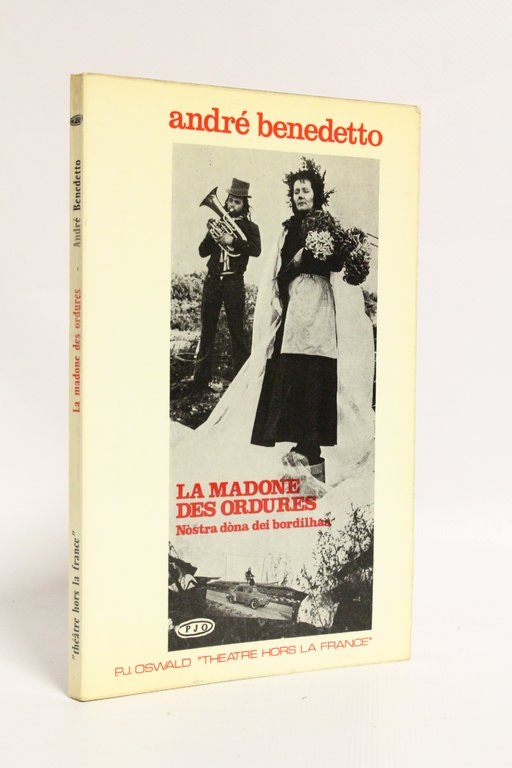 andré benedetto
LA MADONE
DES ORDURES
Nòstra dòna dei bordilhas
PJO
P.J. OSWALD "THEATRE HORS LA FRANCE"
"théâtre hors la france" La madone des ordures - André Benedetto